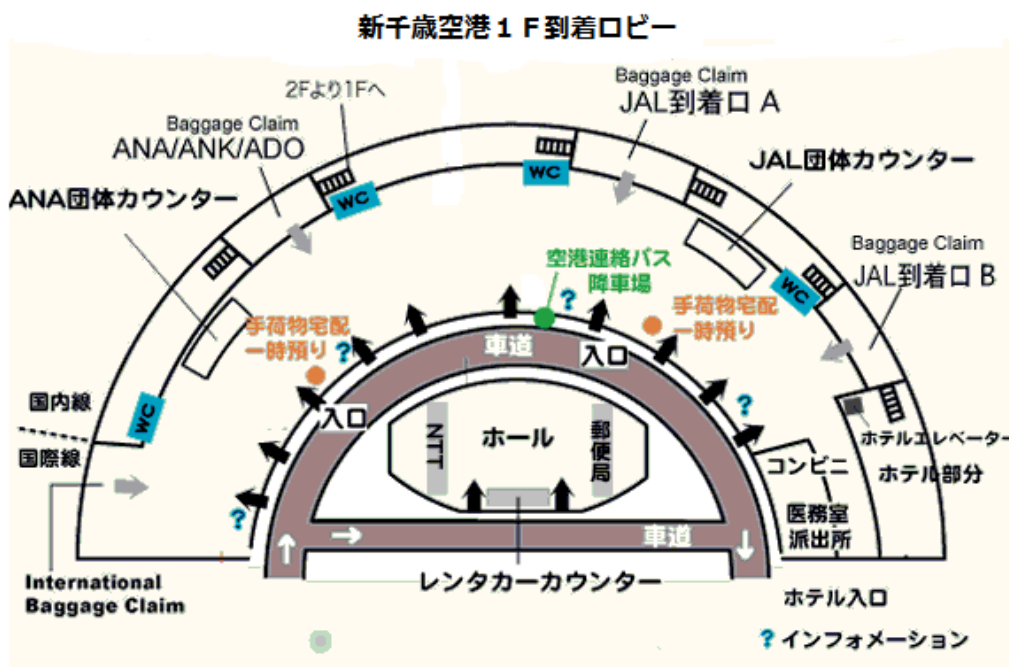 新千歳空港１Ｆ到着ロビー
Baggage Claim
JAL到着口 A
2Fより1Fへ
Baggage Claim
ANA/ANK/ADO
JAL団体カウンター
ANA団体カウンター
WC
WC
Baggage Claim
JAL到着口 B
空港連絡バス
降車場
WC
?
手荷物宅配
一時預り
手荷物宅配
一時預り
?
車道
入口
国内線
WC
入口
?
NTT
ホール
郵便局
ホテルエレベーター
国際線
コンビニ
ホテル部分
?
医務室
派出所
車道
International
Baggage Claim
レンタカーカウンター
ホテル入口
? インフォメーション